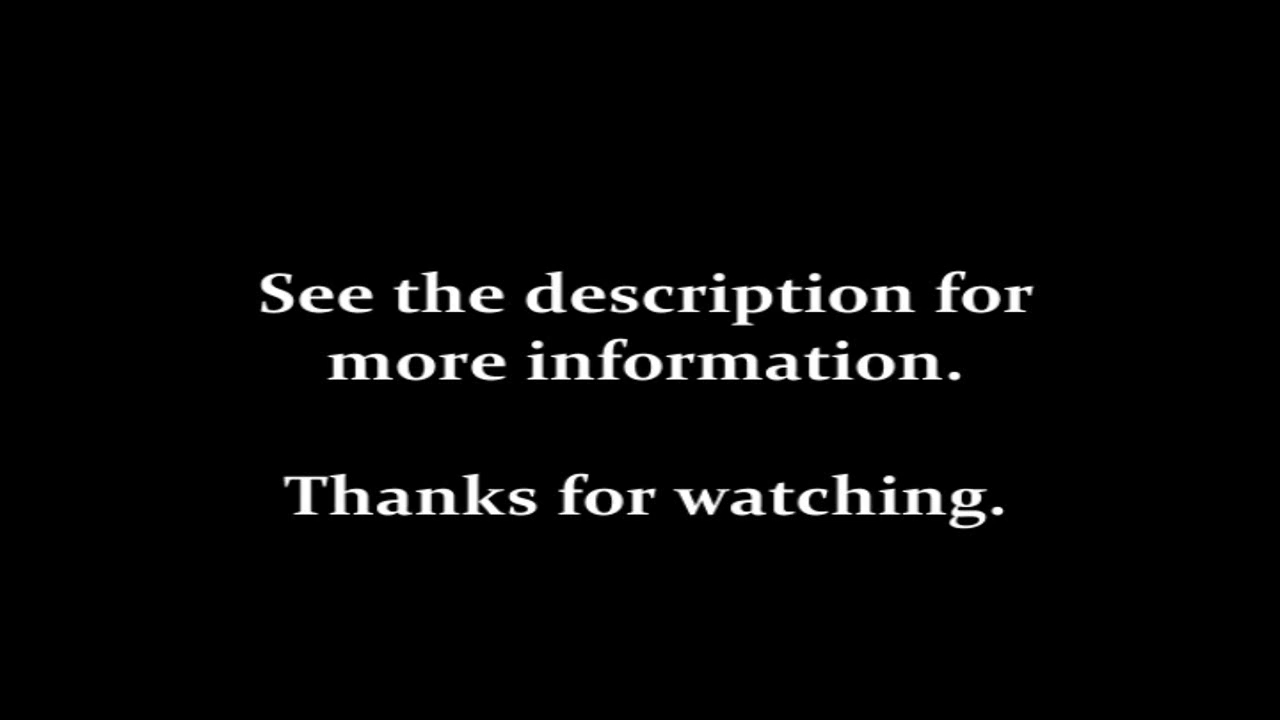 See the description for
more information.
Thanks for watching.